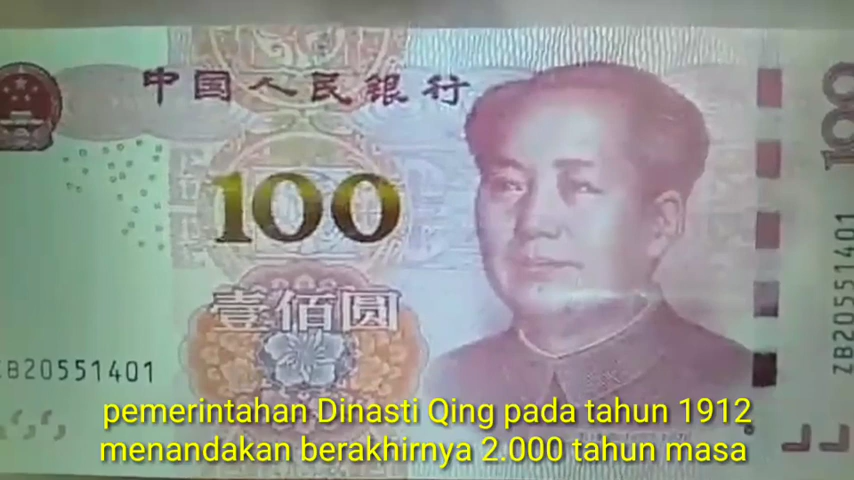 中国人民银行
100
100
壹佰圆
ZB20551401
ZB20551401
pemerintahan Dinasti Qing pada tahun 1912
menandakan berakhirnya 2.000 tahun masa